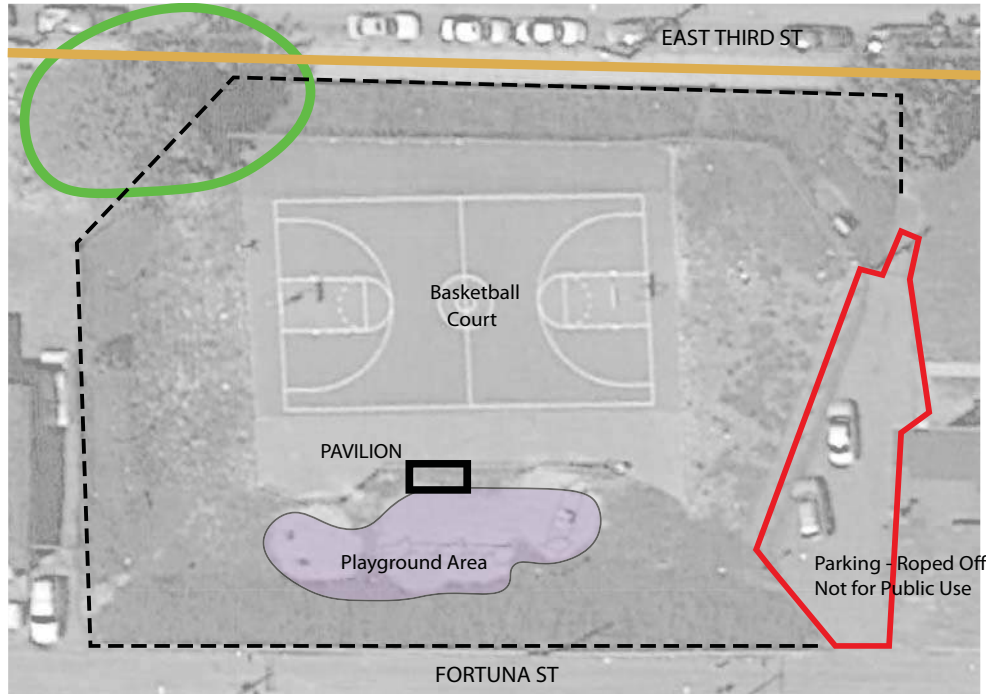 EAST THIRD ST
Basketball
Court
PAVILION
Playground Area
Parking - Roped Off
Not for Public Use
FORTUNA ST